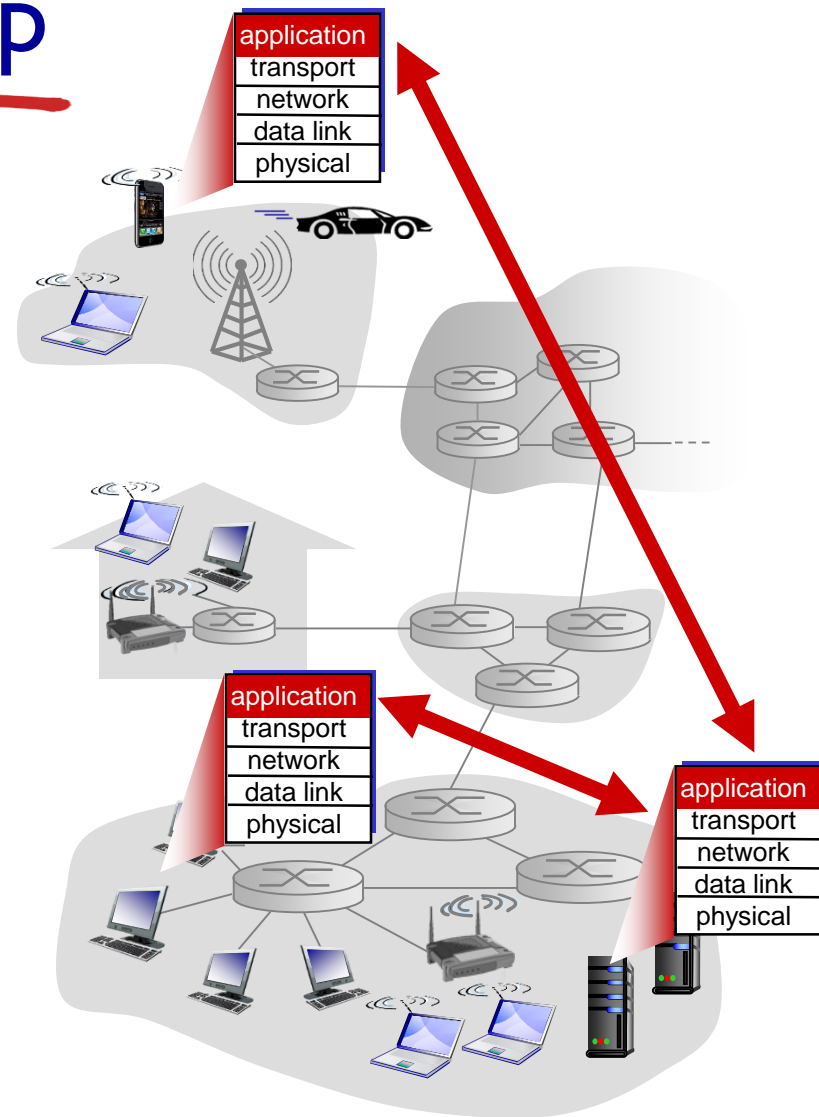 p
application
transport
network
data link
physical
application
transport
network
data link
physical
application
transport
network
data link
physical